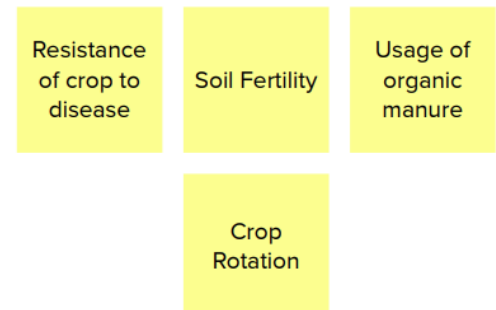 Resistance
of crop to
disease
Soil Fertility
Usage of
organic
manure
Crop
Rotation